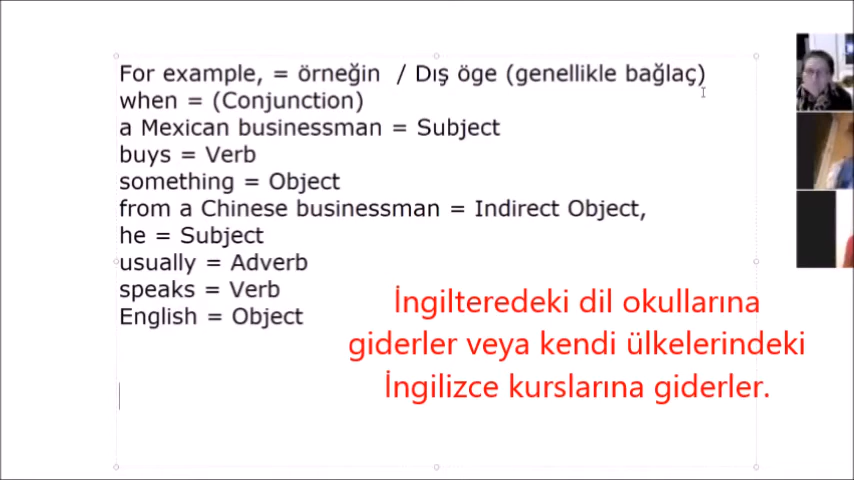 For example, = örneğin / Dış öge (genellikle bağlaç)
when = (Conjunction)
a Mexican businessman = Subject
buys = Verb
something = Object
from a Chinese businessman = Indirect Object,
he = Subject
usually = Adverb
speaks = Verb
English = Object
İngilteredeki dil okullarına
giderler veya kendi ülkelerindeki
İngilizce kurslarına giderler.